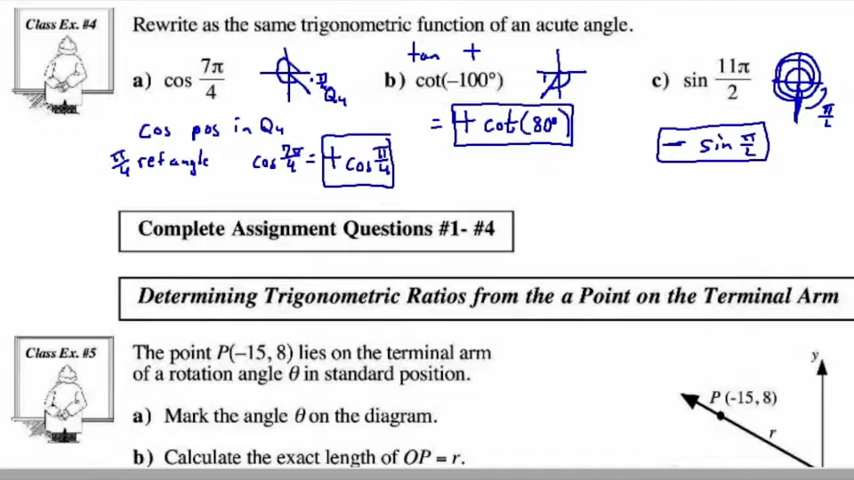 Class Ex. #4
Rewrite as the same trigonometric function of an acute angle.
tan +
a) cos 7π/4
π/4
Q4
b) cot(–100°)
c) sin 11π/2
π/2
cos pos in Q4
= + cot(80°)
π/4 ref angle
cos 7π/4 = + cos π/4
– sin π/2
Complete Assignment Questions #1- #4
Determining Trigonometric Ratios from the a Point on the Terminal Arm
Class Ex. #5
The point P(–15, 8) lies on the terminal arm
of a rotation angle θ in standard position.
y
P (-15, 8)
a) Mark the angle θ on the diagram.
r
b) Calculate the exact length of OP = r.